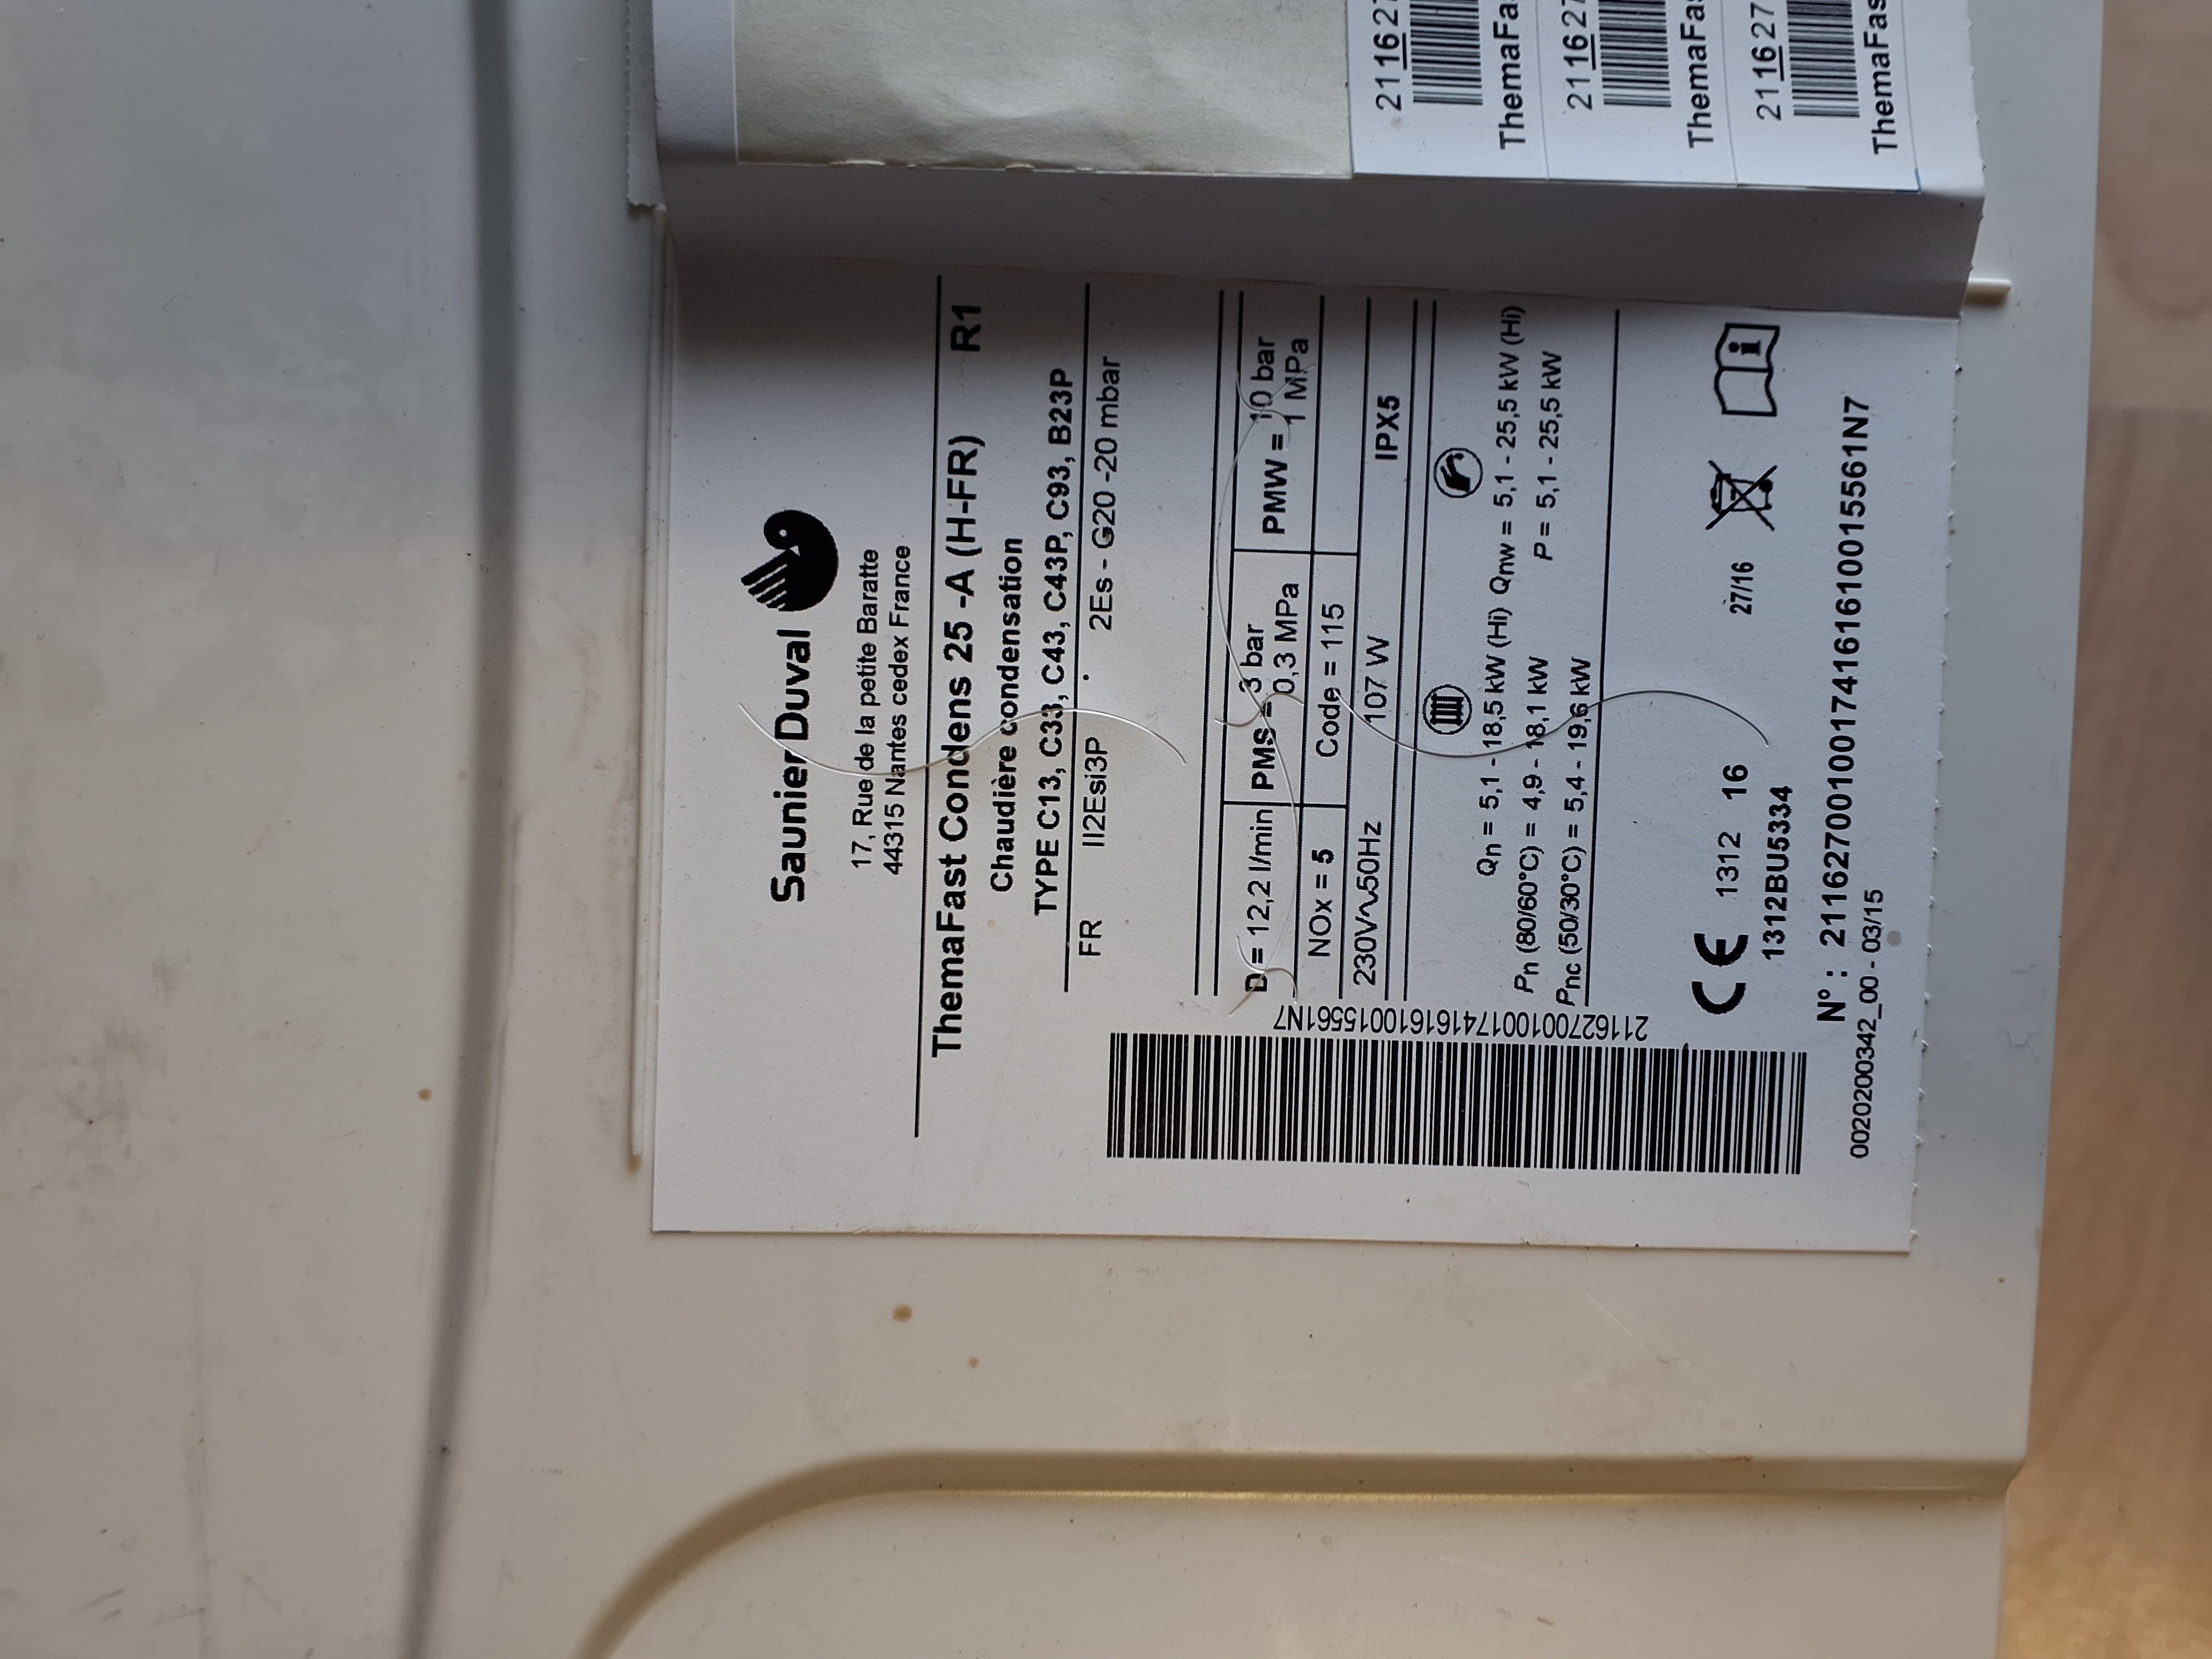 Saunier Duval
17, Rue de la petite Baratte
44315 Nantes cedex France
ThemaFast Condens 25 -A (H-FR) R1
Chaudière condensation
TYPE C13, C33, C43, C43P, C93, B23P
FR II2Esi3P 2Es - G20 -20 mbar
D = 12,2 l/min PMS = 3 bar PMW = 10 bar
0,3 MPa 1 MPa
NOx = 5 Code = 115
230V~50Hz 107 W IPX5
Qn = 5,1 - 18,5 kW (Hi) Qnw = 5,1 - 25,5 kW (Hi)
Pn (80/60°C) = 4,9 - 18,1 kW P = 5,1 - 25,5 kW
Pnc (50/30°C) = 5,4 - 19,6 kW
CE 1312 16 27/16
1312BU5334
N° : 21162700100174161610015561N7
0020200342_00 - 03/15
21162700100174161610015561N7
211627
ThemaFas
211627
ThemaFas
211627
ThemaFas